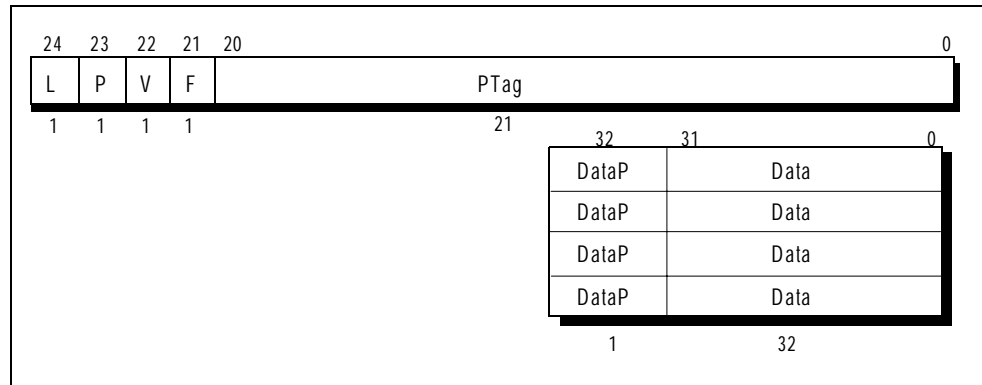 24 23 22 21 20 0
L P V F PTag
1 1 1 1 21
32 31 0
DataP Data
DataP Data
DataP Data
DataP Data
1 32